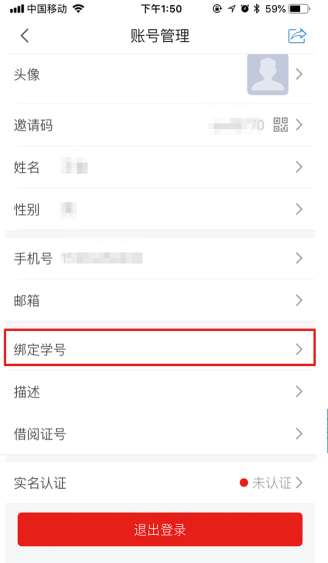 中国移动 下午1:50 59%
账号管理
头像
邀请码
姓名
性别
手机号
邮箱
绑定学号
描述
借阅证号
实名认证 未认证
退出登录